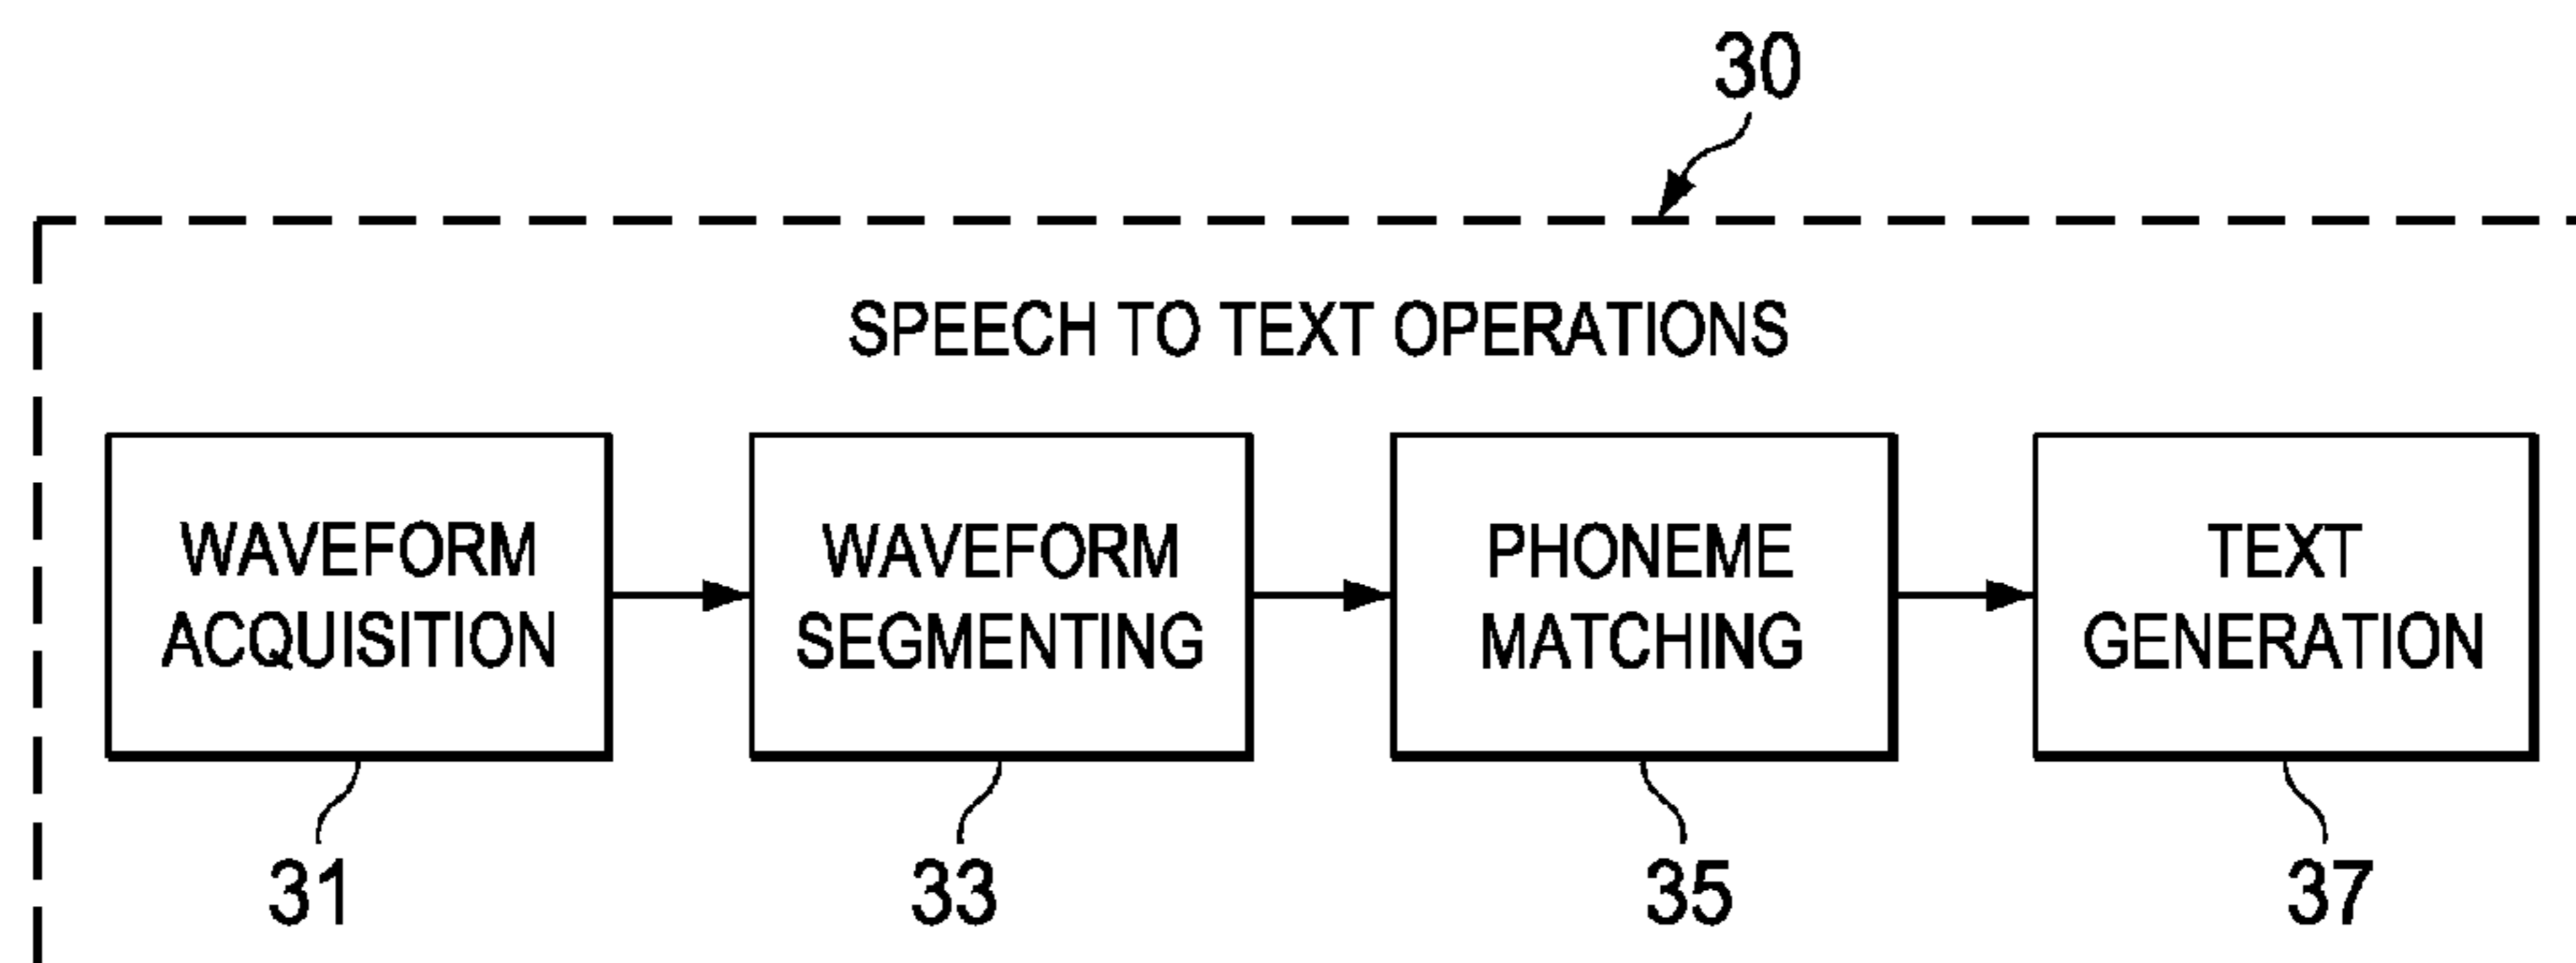 30
SPEECH TO TEXT OPERATIONS
WAVEFORM
ACQUISITION
WAVEFORM
SEGMENTING
PHONEME
MATCHING
TEXT
GENERATION
31
33
35
37